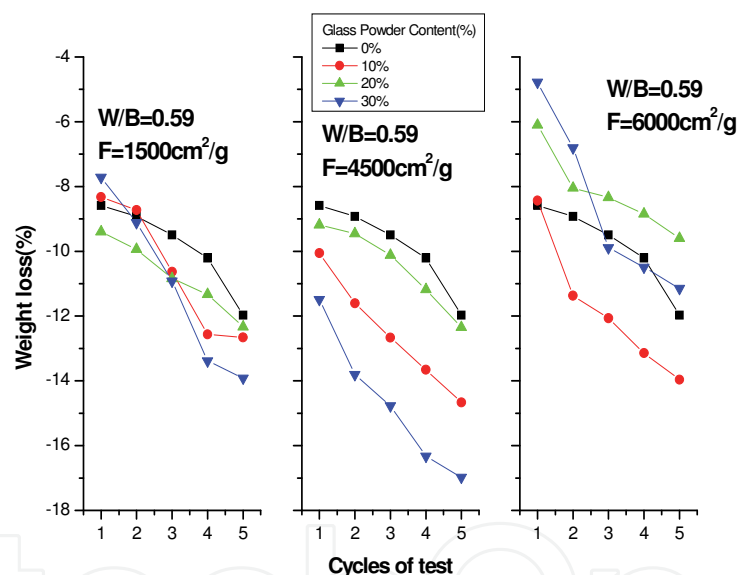 Glass Powder Content(%)
0%
10%
20%
30%
W/B=0.59
F=1500cm²/g
W/B=0.59
F=4500cm²/g
W/B=0.59
F=6000cm²/g
Weight loss(%)
-4
-6
-8
-10
-12
-14
-16
-18
1 2 3 4 5
1 2 3 4 5
1 2 3 4 5
Cycles of test